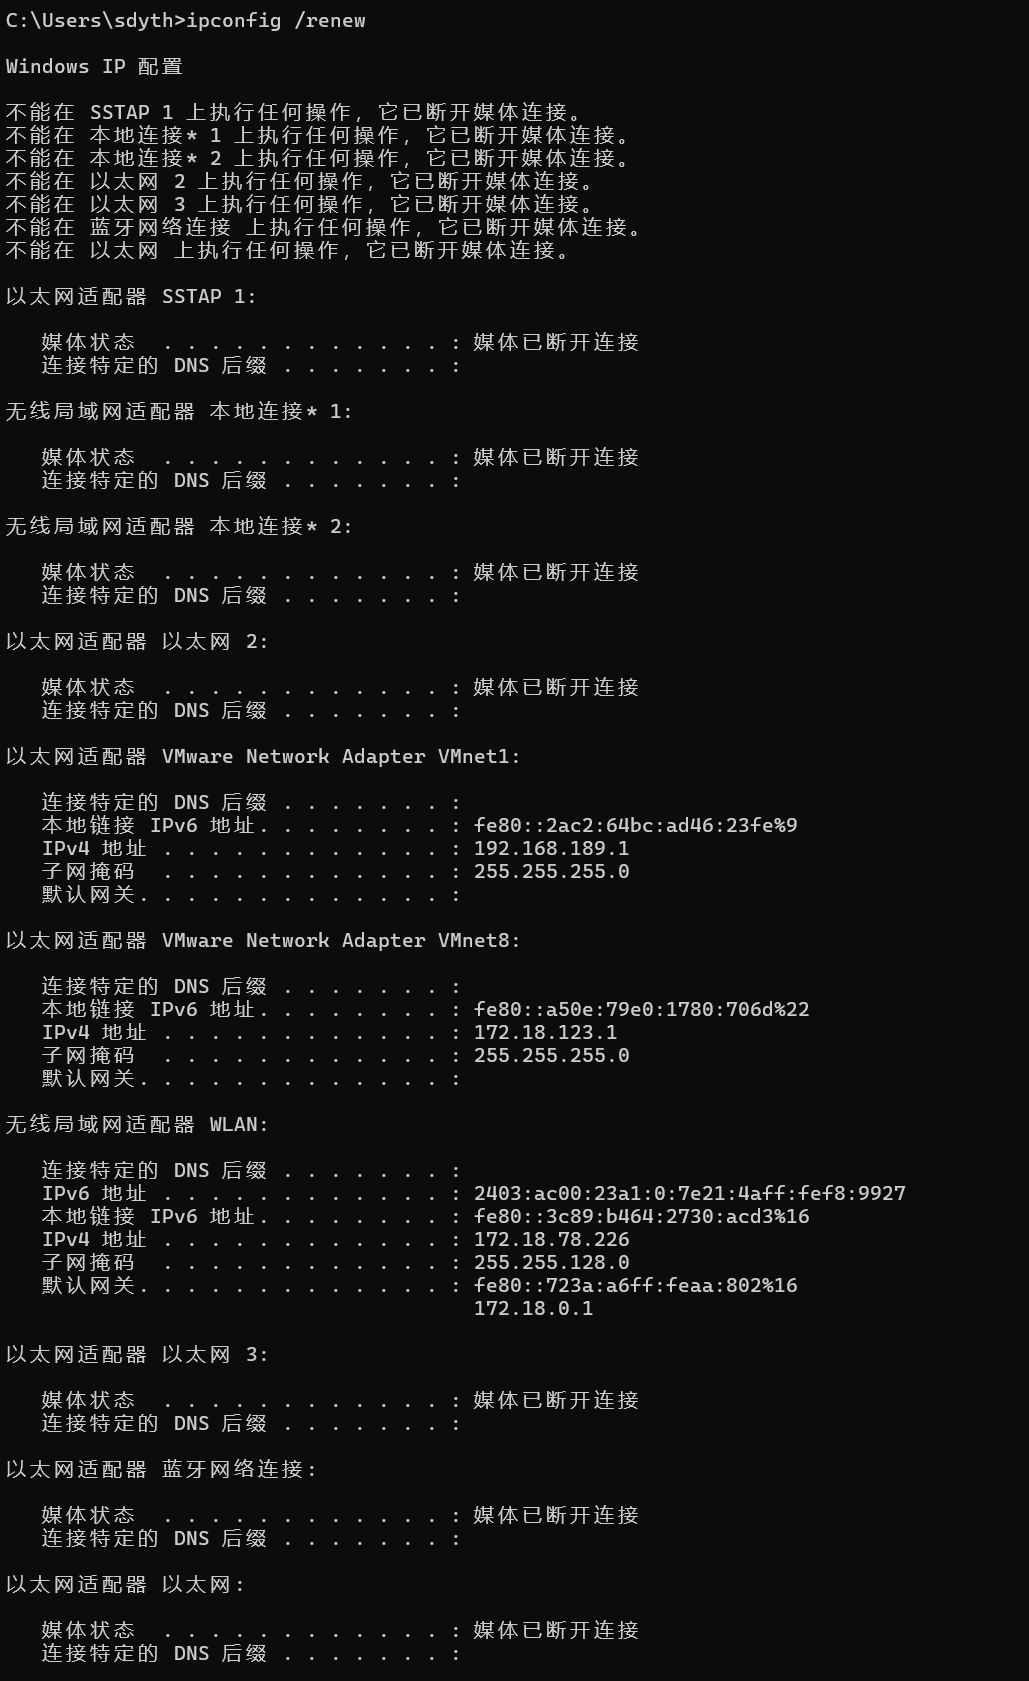 C:\Users\sdyth>ipconfig /renew
Windows IP 配置
不能在 SSTAP 1 上执行任何操作，它已断开媒体连接。
不能在 本地连接* 1 上执行任何操作，它已断开媒体连接。
不能在 本地连接* 2 上执行任何操作，它已断开媒体连接。
不能在 以太网 2 上执行任何操作，它已断开媒体连接。
不能在 以太网 3 上执行任何操作，它已断开媒体连接。
不能在 蓝牙网络连接 上执行任何操作，它已断开媒体连接。
不能在 以太网 上执行任何操作，它已断开媒体连接。
以太网适配器 SSTAP 1:
媒体状态  . . . . . . . . . . . . : 媒体已断开连接
连接特定的 DNS 后缀 . . . . . . . :
无线局域网适配器 本地连接* 1:
媒体状态  . . . . . . . . . . . . : 媒体已断开连接
连接特定的 DNS 后缀 . . . . . . . :
无线局域网适配器 本地连接* 2:
媒体状态  . . . . . . . . . . . . : 媒体已断开连接
连接特定的 DNS 后缀 . . . . . . . :
以太网适配器 以太网 2:
媒体状态  . . . . . . . . . . . . : 媒体已断开连接
连接特定的 DNS 后缀 . . . . . . . :
以太网适配器 VMware Network Adapter VMnet1:
连接特定的 DNS 后缀 . . . . . . . :
本地链接 IPv6 地址. . . . . . . . : fe80::2ac2:64bc:ad46:23fe%9
IPv4 地址 . . . . . . . . . . . . : 192.168.189.1
子网掩码  . . . . . . . . . . . . : 255.255.255.0
默认网关. . . . . . . . . . . . . :
以太网适配器 VMware Network Adapter VMnet8:
连接特定的 DNS 后缀 . . . . . . . :
本地链接 IPv6 地址. . . . . . . . : fe80::a50e:79e0:1780:706d%22
IPv4 地址 . . . . . . . . . . . . : 172.18.123.1
子网掩码  . . . . . . . . . . . . : 255.255.255.0
默认网关. . . . . . . . . . . . . :
无线局域网适配器 WLAN:
连接特定的 DNS 后缀 . . . . . . . :
IPv6 地址 . . . . . . . . . . . . : 2403:ac00:23a1:0:7e21:4aff:fef8:9927
本地链接 IPv6 地址. . . . . . . . : fe80::3c89:b464:2730:acd3%16
IPv4 地址 . . . . . . . . . . . . : 172.18.78.226
子网掩码  . . . . . . . . . . . . : 255.255.128.0
默认网关. . . . . . . . . . . . . : fe80::723a:a6ff:feaa:802%16
172.18.0.1
以太网适配器 以太网 3:
媒体状态  . . . . . . . . . . . . : 媒体已断开连接
连接特定的 DNS 后缀 . . . . . . . :
以太网适配器 蓝牙网络连接:
媒体状态  . . . . . . . . . . . . : 媒体已断开连接
连接特定的 DNS 后缀 . . . . . . . :
以太网适配器 以太网:
媒体状态  . . . . . . . . . . . . : 媒体已断开连接
连接特定的 DNS 后缀 . . . . . . . :